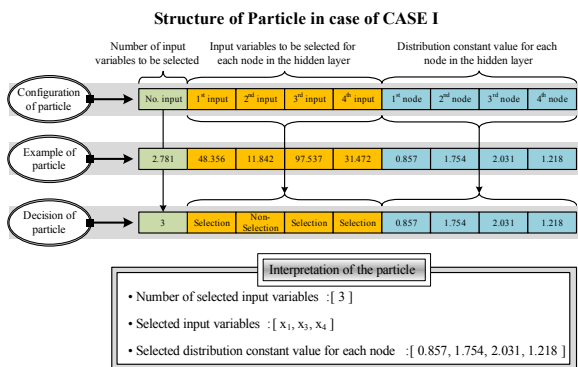 Structure of Particle in case of CASE I
Number of input variables to be selected
Input variables to be selected for each node in the hidden layer
Distribution constant value for each node in the hidden layer
Configuration of particle
No. input 1st input 2nd input 3rd input 4th input 1st node 2nd node 3rd node 4th node
Example of particle
2.781 48.356 11.842 97.537 31.472 0.857 1.754 2.031 1.218
Decision of particle
3 Selection Non-Selection Selection Selection 0.857 1.754 2.031 1.218
Interpretation of the particle
• Number of selected input variables :[ 3 ]
• Selected input variables :[ x1, x3, x4 ]
• Selected distribution constant value for each node :[ 0.857, 1.754, 2.031, 1.218 ]